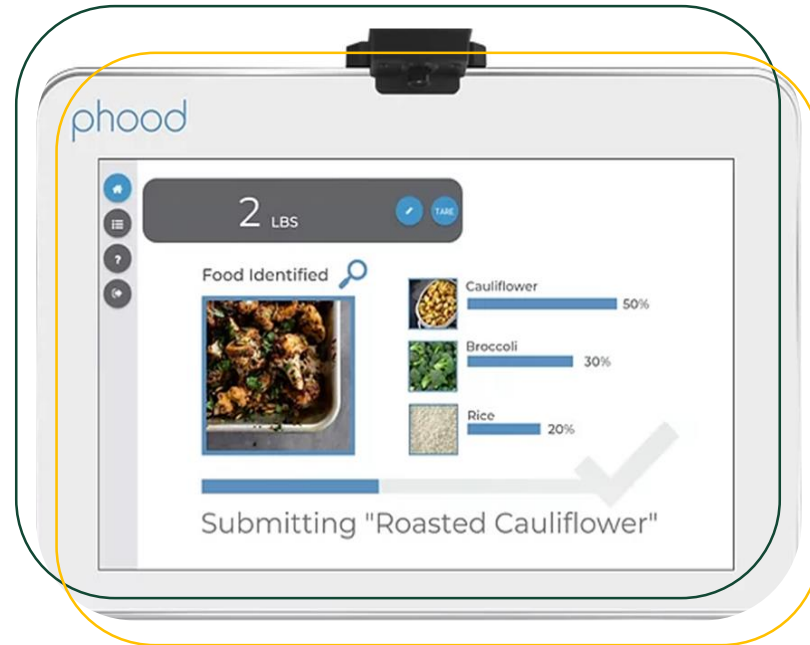 phood
2 LBS
TARE
?
Food Identified
Cauliflower
50%
Broccoli
30%
Rice
20%
Submitting "Roasted Cauliflower"